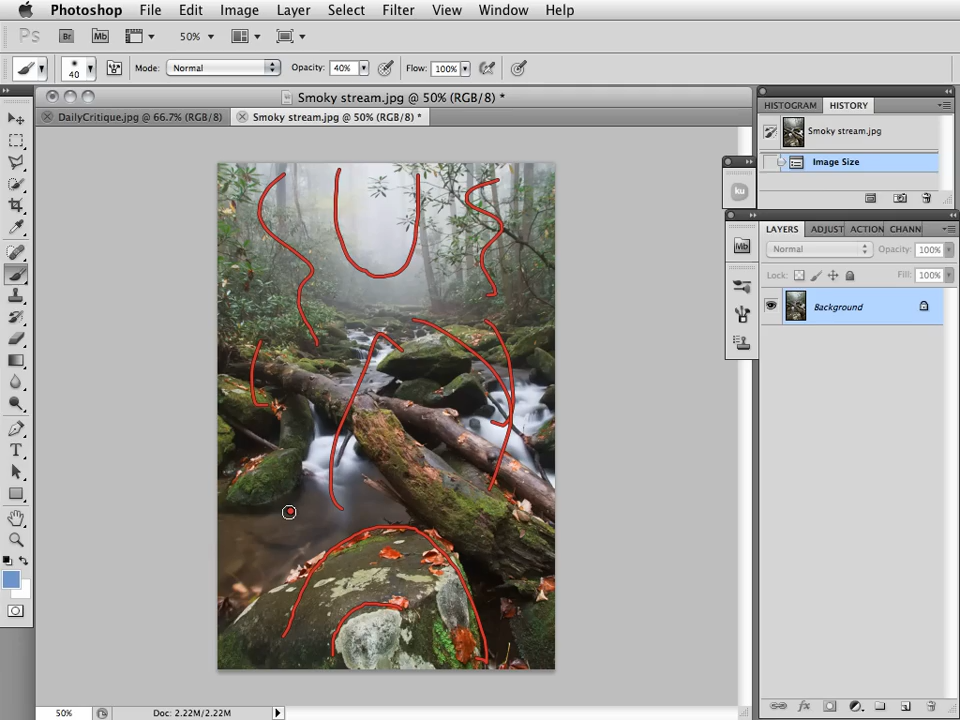 Photoshop File Edit Image Layer Select Filter View Window Help
Ps Br Mb 50%
40 Mode: Normal Opacity: 40% Flow: 100%
Smoky stream.jpg @ 50% (RGB/8) *
DailyCritique.jpg @ 66.7% (RGB/8) Smoky stream.jpg @ 50% (RGB/8) *
HISTOGRAM HISTORY
Smoky stream.jpg
Image Size
ku
Mb
LAYERS ADJUST ACTION CHANN
Normal Opacity: 100%
Lock: Fill: 100%
Background
T
fx
50% Doc: 2.22M/2.22M